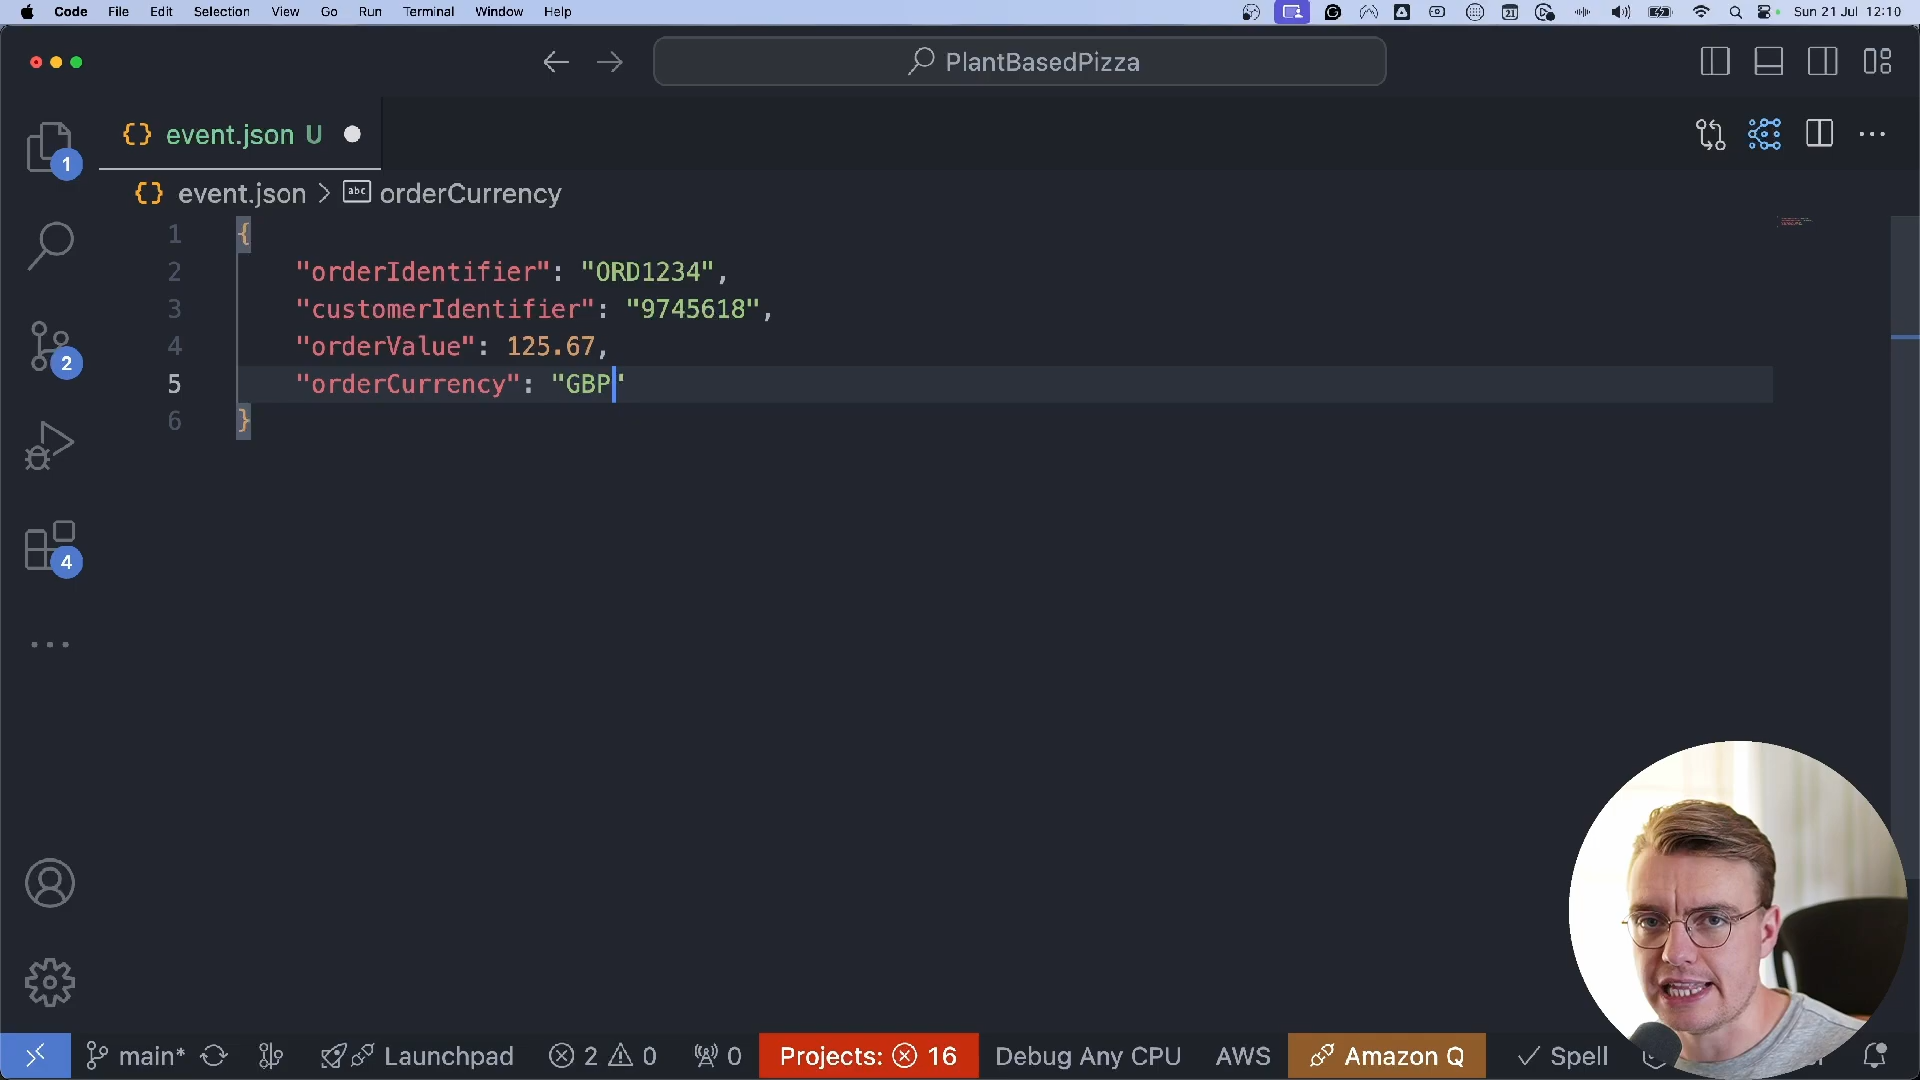 Code File Edit Selection View Go Run Terminal Window Help 21 Sun 21 Jul 12:10
PlantBasedPizza
{} event.json U
{} event.json > abc orderCurrency
1 {
2 "orderIdentifier": "ORD1234",
3 "customerIdentifier": "9745618",
4 "orderValue": 125.67,
5 "orderCurrency": "GBP"
6 }
1
2
4
main* Launchpad 2 0 0 Projects: 16 Debug Any CPU AWS Amazon Q Spell